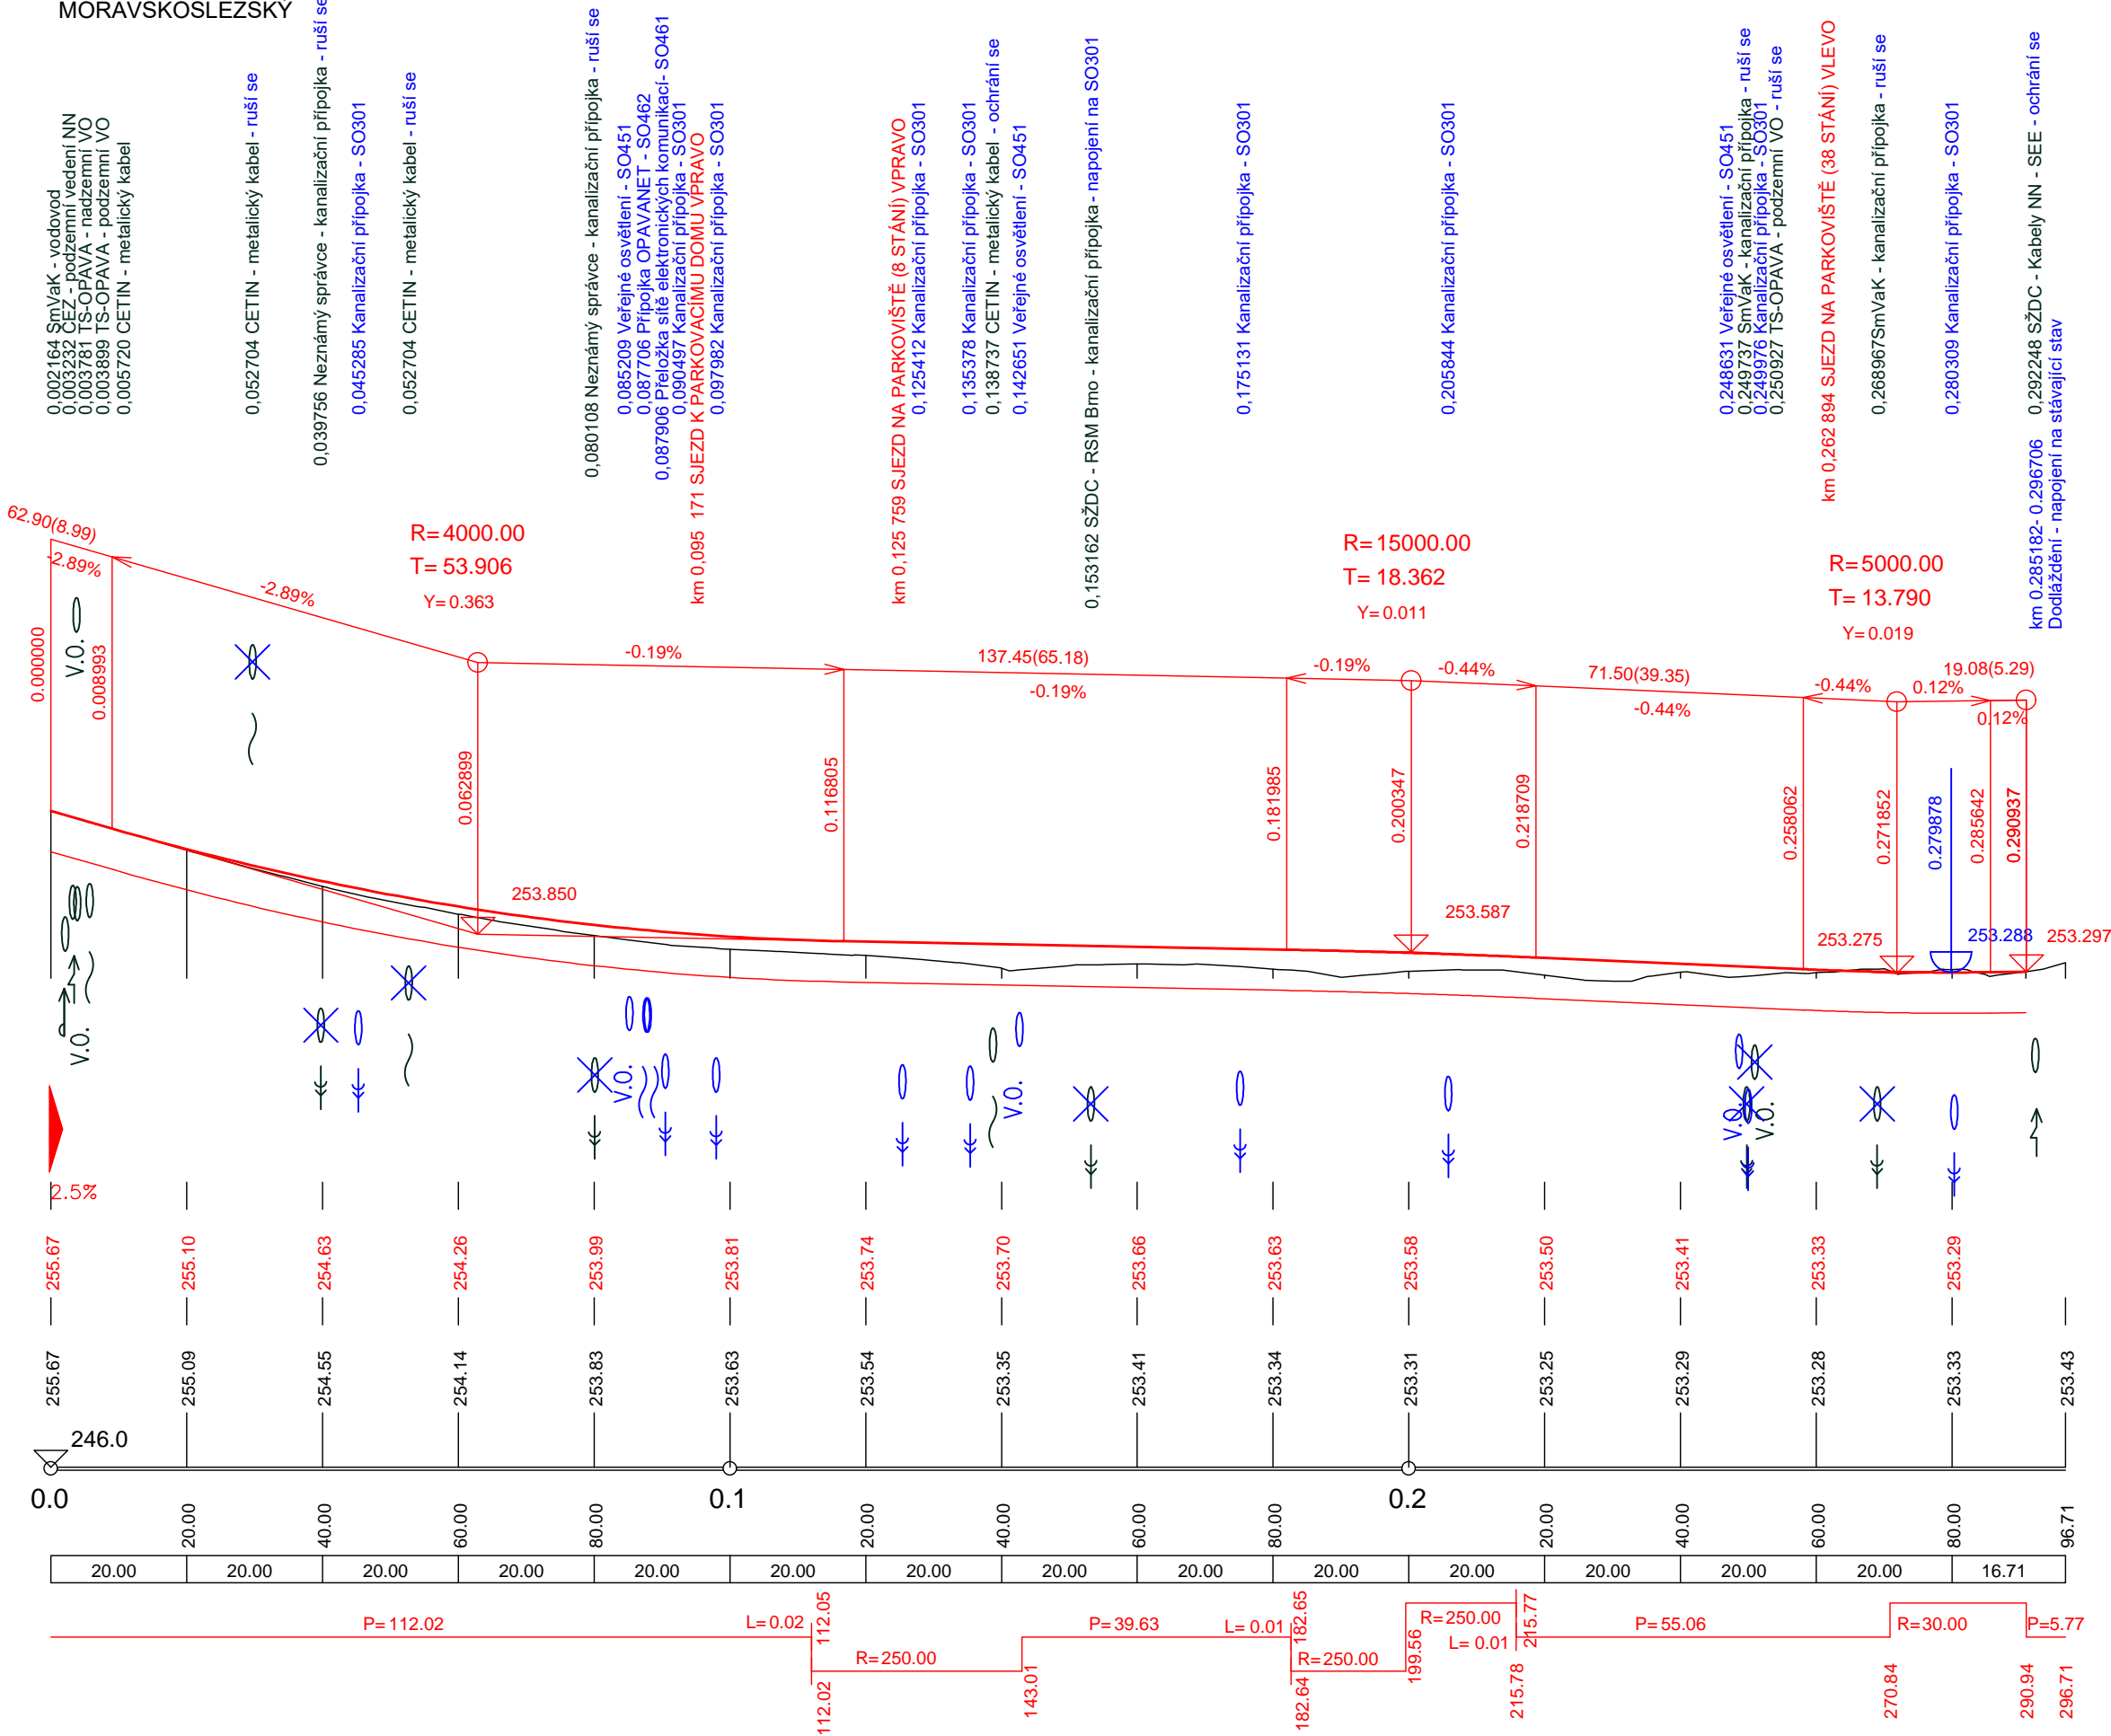 MORAVSKOSLEZSKÝ
0,002164 SmVaK - vodovod
0,003232 ČEZ - podzemní vedení NN
0,003781 TS-OPAVA - nadzemní VO
0,003899 TS-OPAVA - podzemní VO
0,005720 CETIN - metalický kabel
0,052704 CETIN - metalický kabel - ruší se
0,039756 Neznámý správce - kanalizační přípojka - ruší se
0,045285 Kanalizační přípojka - SO301
0,052704 CETIN - metalický kabel - ruší se
0,080108 Neznámý správce - kanalizační přípojka - ruší se
0,085209 Veřejné osvětlení - SO451
0,087706 Přípojka OPAVANET - SO462
0,087906 Přeložka sítě elektronických komunikací- SO461
0,090497 Kanalizační přípojka - SO301
km 0,095 171 SJEZD K PARKOVACÍMU DOMU VPRAVO
0,097982 Kanalizační přípojka - SO301
km 0,125 759 SJEZD NA PARKOVIŠTĚ (8 STÁNÍ) VPRAVO
0,125412 Kanalizační přípojka - SO301
0,135378 Kanalizační přípojka - SO301
0,138737 CETIN - metalický kabel - ochrání se
0,142651 Veřejné osvětlení - SO451
0,153162 SŽDC - RSM Brno - kanalizační přípojka - napojení na SO301
0,175131 Kanalizační přípojka - SO301
0,205844 Kanalizační přípojka - SO301
0,248631 Veřejné osvětlení - SO451
0,249737 SmVaK - kanalizační přípojka - ruší se
0,249976 Kanalizační přípojka - SO301
0,250927 TS-OPAVA - podzemní VO - ruší se
km 0,262 894 SJEZD NA PARKOVIŠTĚ (38 STÁNÍ) VLEVO
0,268967SmVaK - kanalizační přípojka - ruší se
0,280309 Kanalizační přípojka - SO301
0,292248 SŽDC - Kabely NN - SEE - ochrání se
km 0.285182- 0.296706
Dodláždění - napojení na stávající stav
62.90(8.99)
-2.89%
-2.89%
R=4000.00
T= 53.906
Y=0.363
-0.19%
137.45(65.18)
-0.19%
R=15000.00
T= 18.362
Y=0.011
-0.19%
-0.44%
71.50(39.35)
-0.44%
R=5000.00
T= 13.790
Y=0.019
-0.44%
0.12%
19.08(5.29)
0.12%
0.000000
0.008993
0.062899
0.116805
0.181985
0.200347
0.218709
0.258062
0.271852
0.279878
0.285642
0.290937
V.O.
253.850
253.587
253.275
253.288
253.297
V.O.
V.O.
V.O.
V.O.
V.O.
2.5%
255.67
255.10
254.63
254.26
253.99
253.81
253.74
253.70
253.66
253.63
253.58
253.50
253.41
253.33
253.29
255.67
255.09
254.55
254.14
253.83
253.63
253.54
253.35
253.41
253.34
253.31
253.25
253.29
253.28
253.33
253.43
246.0
0.0
20.00
40.00
60.00
80.00
0.1
20.00
40.00
60.00
80.00
0.2
20.00
40.00
60.00
80.00
96.71
20.00
20.00
20.00
20.00
20.00
20.00
20.00
20.00
20.00
20.00
20.00
20.00
20.00
20.00
16.71
P=112.02
L=0.02
112.05
112.02
R=250.00
143.01
P=39.63
L= 0.01
182.65
182.64
R=250.00
199.56
R=250.00
L= 0.01
215.77
215.78
P=55.06
270.84
R=30.00
290.94
P=5.77
296.71